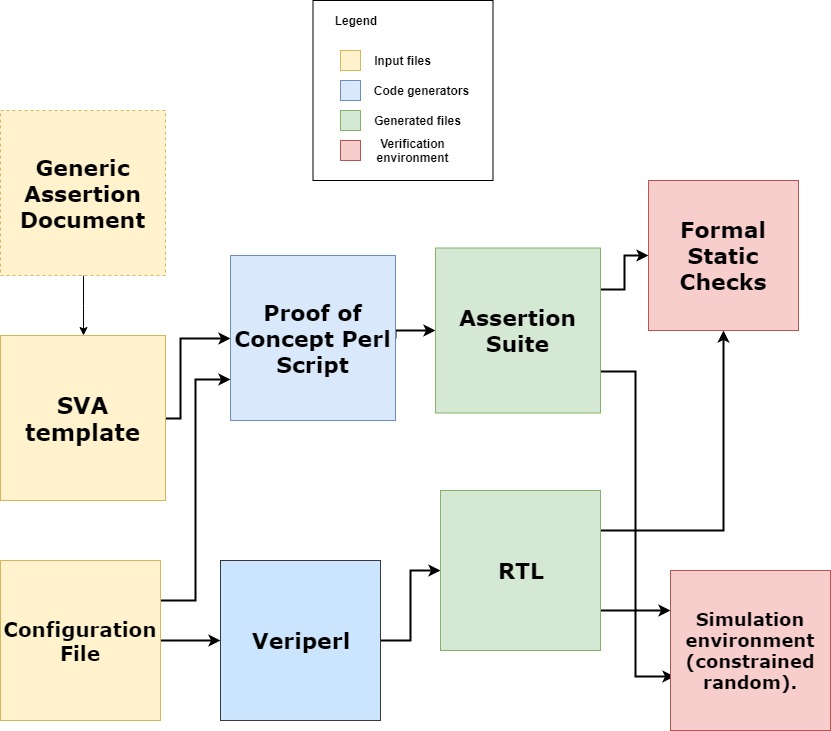 Legend
Input files
Code generators
Generated files
Verification
environment
Generic
Assertion
Document
SVA
template
Configuration
File
Proof of
Concept Perl
Script
Veriperl
Assertion
Suite
RTL
Formal
Static
Checks
Simulation
environment
(constrained
random).